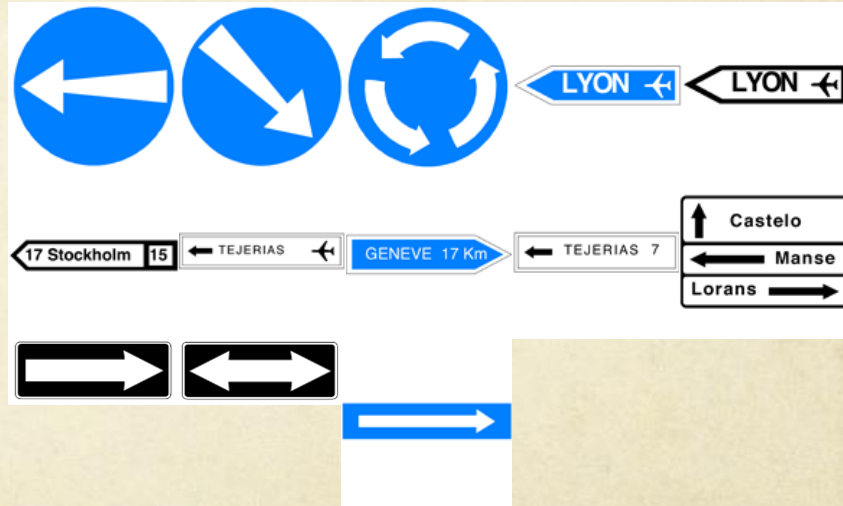 LYON
LYON
17 Stockholm 15
TEJERIAS
GENEVE 17 Km
TEJERIAS 7
Castelo
Manse
Lorans